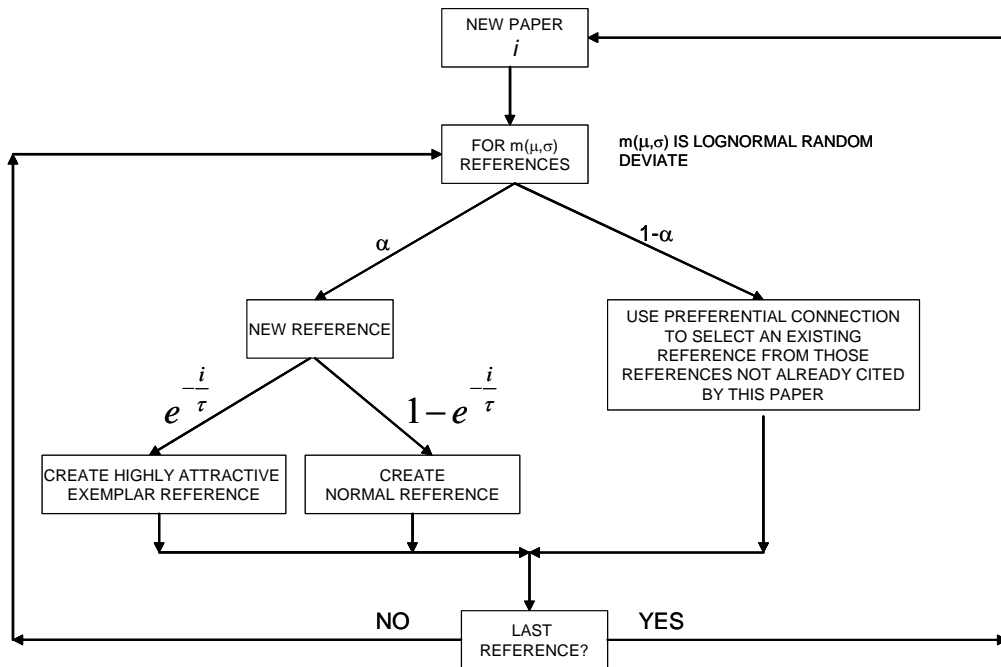 NEW PAPER
i
FOR m(μ,σ)
REFERENCES
m(μ,σ) IS LOGNORMAL RANDOM
DEVIATE
α
1-α
NEW REFERENCE
USE PREFERENTIAL CONNECTION
TO SELECT AN EXISTING
REFERENCE FROM THOSE
REFERENCES NOT ALREADY CITED
BY THIS PAPER
e^{-\frac{i}{τ}}
1-e^{-\frac{i}{τ}}
CREATE HIGHLY ATTRACTIVE
EXEMPLAR REFERENCE
CREATE
NORMAL REFERENCE
NO
YES
LAST
REFERENCE?